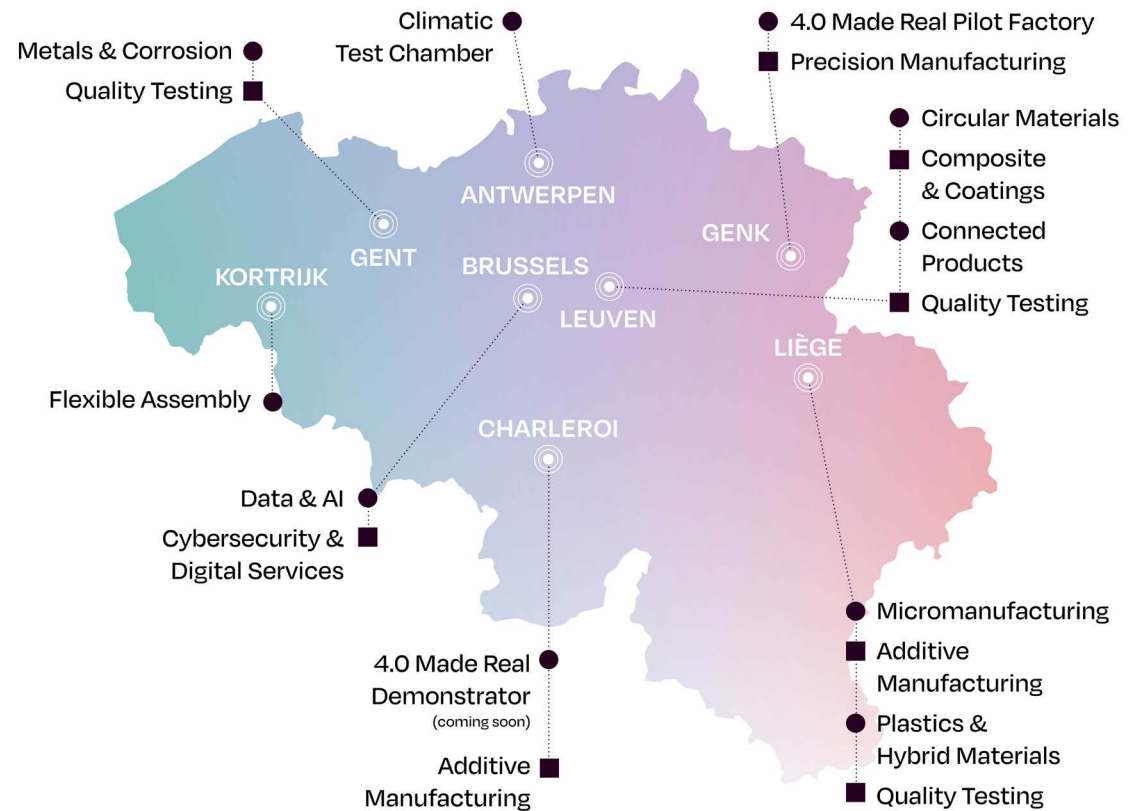 Climatic
Test Chamber
4.0 Made Real Pilot Factory
Precision Manufacturing
Metals & Corrosion
Quality Testing
Circular Materials
Composite
& Coatings
Connected
Products
Quality Testing
ANTWERPEN
GENT
GENK
BRUSSELS
KORTRIJK
LEUVEN
LIÈGE
Flexible Assembly
CHARLEROI
Data & AI
Cybersecurity &
Digital Services
4.0 Made Real
Demonstrator
(coming soon)
Additive
Manufacturing
Micromanufacturing
Additive
Manufacturing
Plastics &
Hybrid Materials
Quality Testing